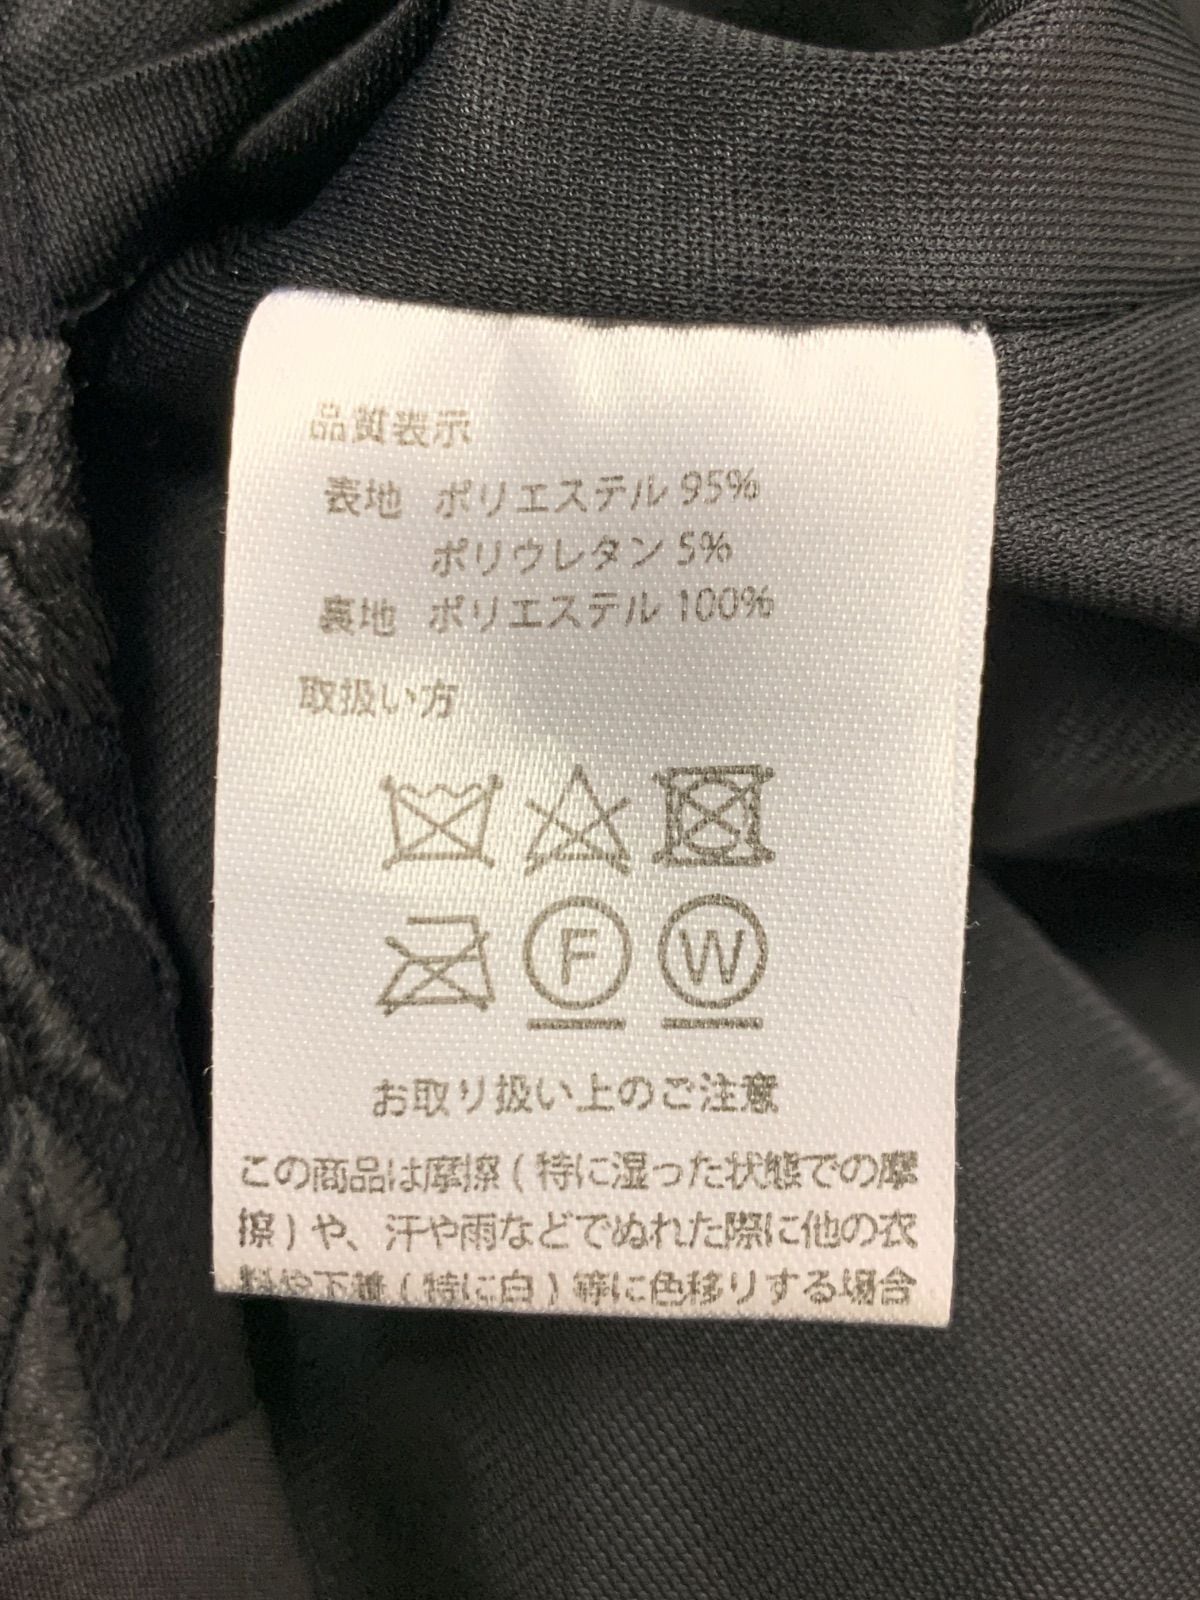 品質表示
表地 ポリエステル 95%
ポリウレタン 5%
裏地 ポリエステル 100%
取扱い方
F W
お取り扱い上のご注意
この商品は摩擦(特に湿った状態での摩
擦)や、汗や雨などでぬれた際に他の衣
料や下着(特に白)等に色移りする場合